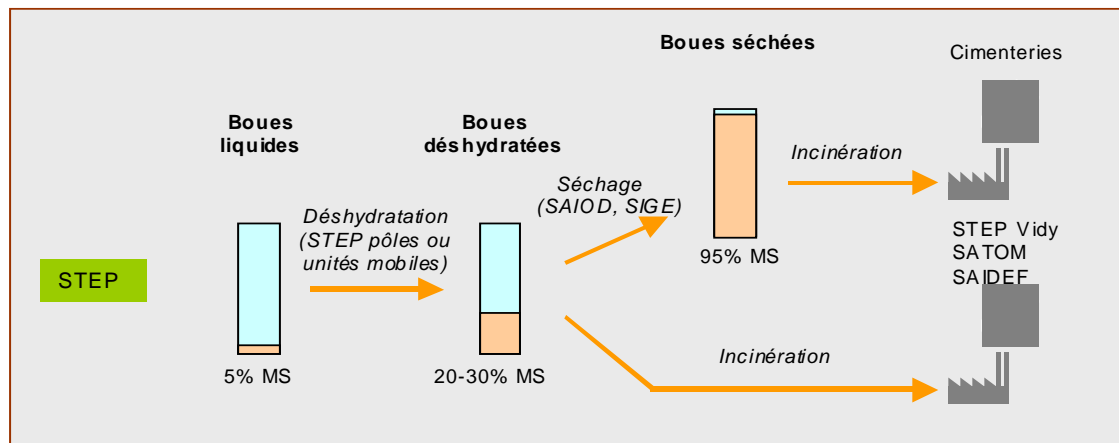 STEP
Boues
liquides
5% MS
Déshydratation
(STEP pôles ou
unités mobiles)
Boues
déshydratées
20-30% MS
Séchage
(SAIOD, SIGE)
Boues séchées
95% MS
Incinération
Cimenteries
Incinération
STEP Vidy
SATOM
SAIDEF